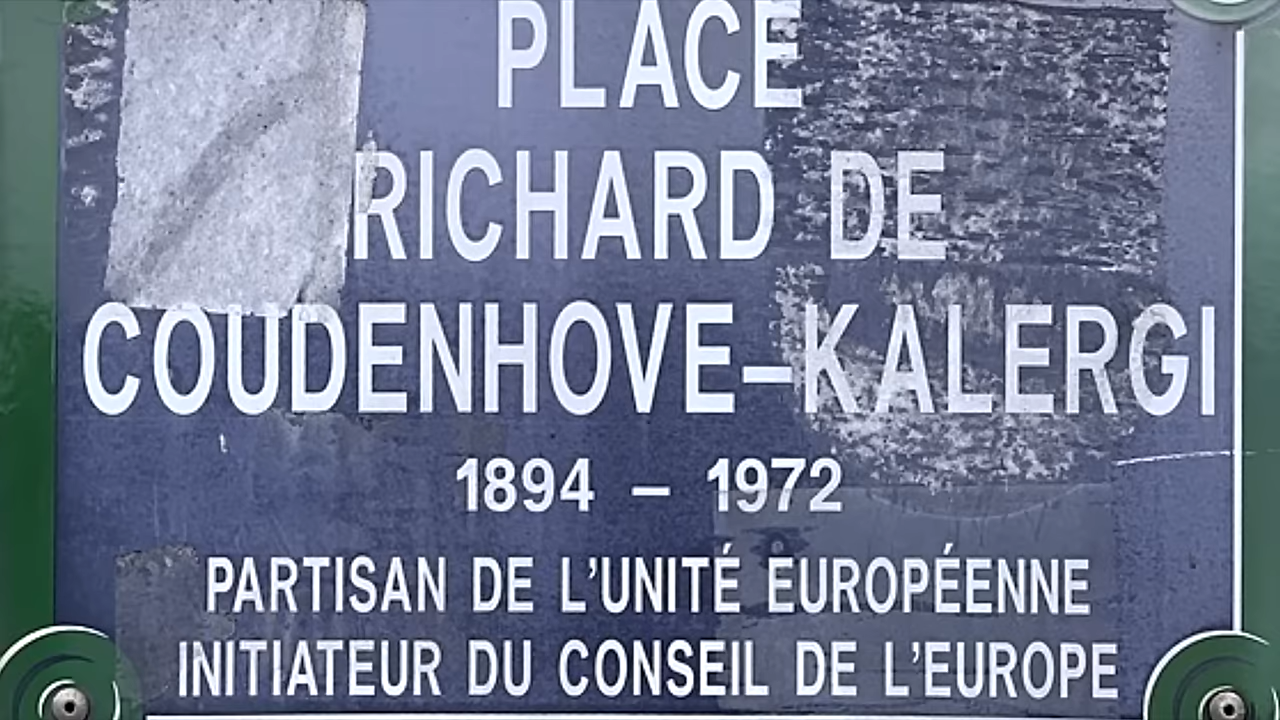 PLACE
RICHARD DE
COUDENHOVE–KALERGI
1894 – 1972
PARTISAN DE L'UNITÉ EUROPÉENNE
INITIATEUR DU CONSEIL DE L'EUROPE